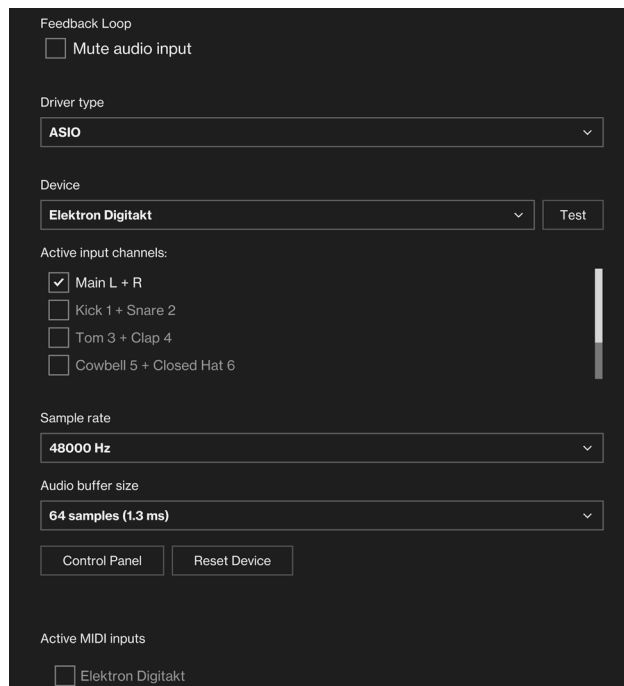 Feedback Loop
Mute audio input
Driver type
ASIO
Device
Elektron Digitakt
Test
Active input channels:
Main L + R
Kick 1 + Snare 2
Tom 3 + Clap 4
Cowbell 5 + Closed Hat 6
Sample rate
48000 Hz
Audio buffer size
64 samples (1.3 ms)
Control Panel
Reset Device
Active MIDI inputs
Elektron Digitakt